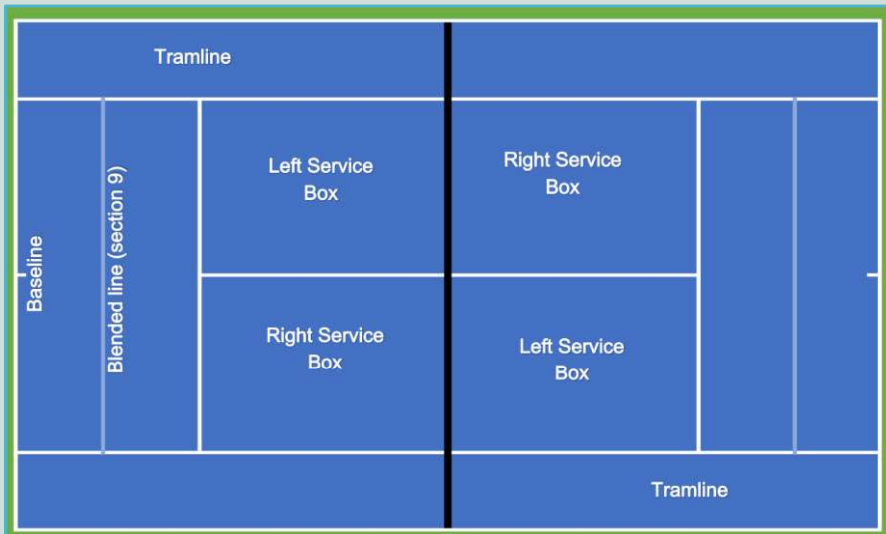 Tramline
Left Service
Box
Right Service
Box
Baseline
Blended line (section 9)
Right Service
Box
Left Service
Box
Tramline